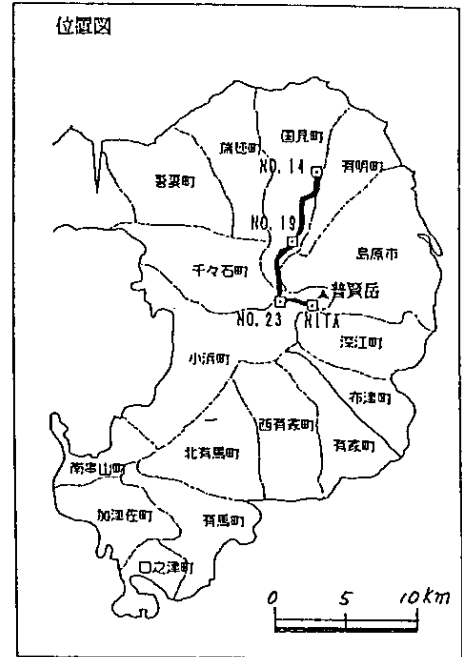 位置図
国見町
瑞穂町
NO. 14
有明町
吾妻町
NO. 19
島原市
千々石町
普賢岳
NO. 23
NITA
深江町
小浜町
布津町
西有家町
有家町
北有馬町
南串山町
加津佐町
有馬町
口之津町
0 5 10km